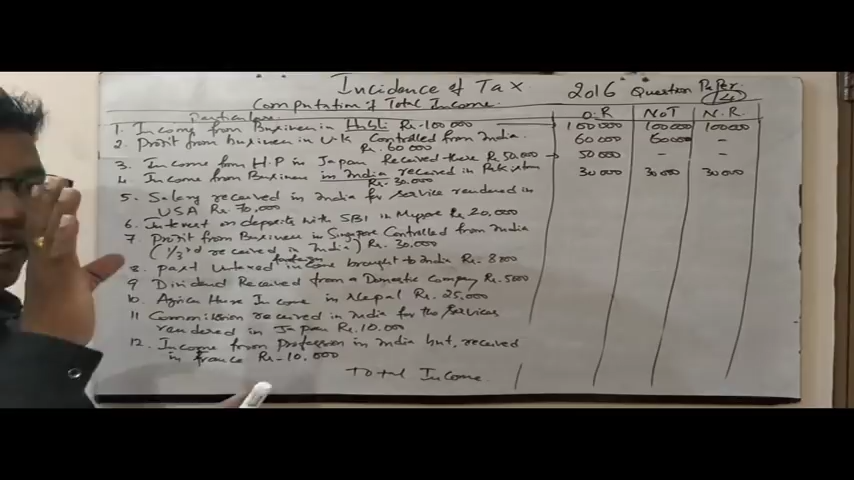 Incidence of Tax 2016 Question Paper
Computation of Total Income.
Particulars O.R NOT N.R.
1. Income from Business in Hubli Rs-100000 100000 100000 100000
2. Profit from business in U.K Controlled from India. 60000 60000 -
Rs. 60000
3. Income from H.P in Japan Received there Rs 50,000 → 50000 - -
4. Income from Business in India received in Pakistan 30000 30000 30000
Rs-30.000
5. Salary received in India for service rendered in
USA Rs 70,000
6. Interest on deposits with SBI in Mysore Rs 20,000
7. Profit from Business in Singapore Controlled from India
(1/3rd received in India) Rs. 30,000
8. past untaxed foreign income brought to India Rs.
9 Dividend Received from a Domestic Company Rs. 5000
10. Income in Nepal Rs. 25,000
11 Commission received in India for the services
rendered in Japan Rs. 10.000
12. Income from Profession in India but, received
in France Rs-10.000
Total Income.